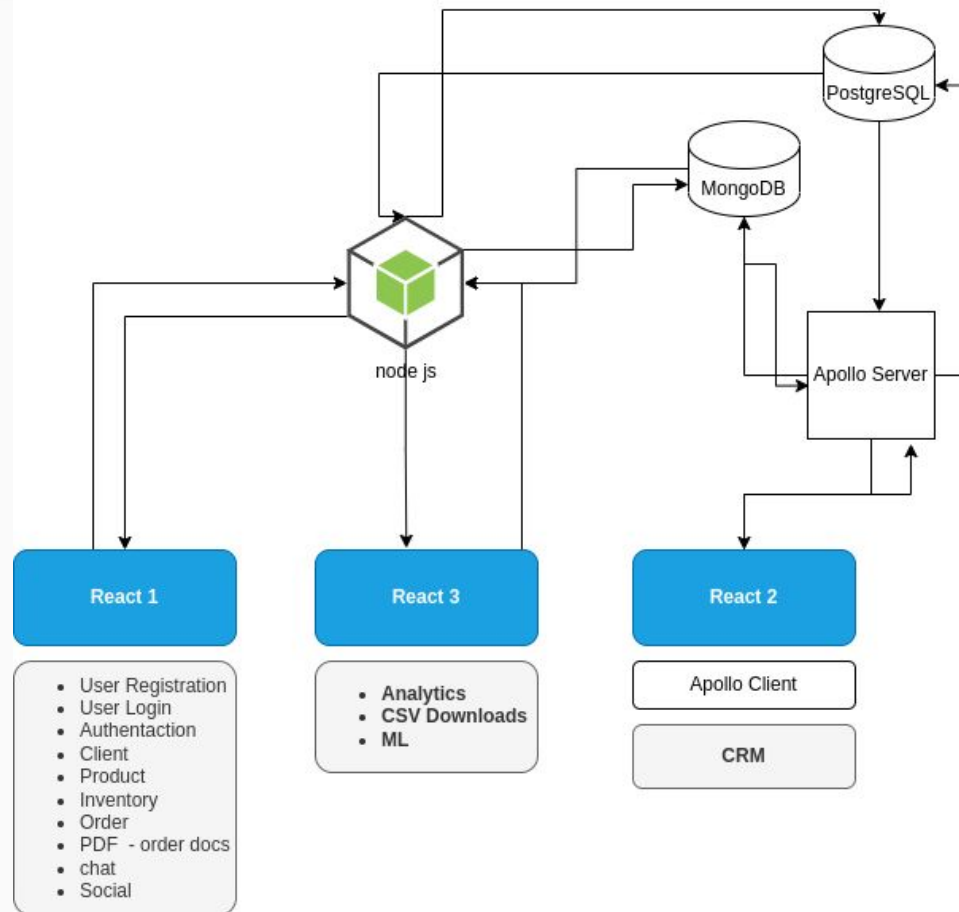 PostgreSQL
MongoDB
node js
Apollo Server
React 1
React 3
React 2
User Registration
User Login
Authentaction
Client
Product
Inventory
Order
PDF - order docs
chat
Social
Analytics
CSV Downloads
ML
Apollo Client
CRM